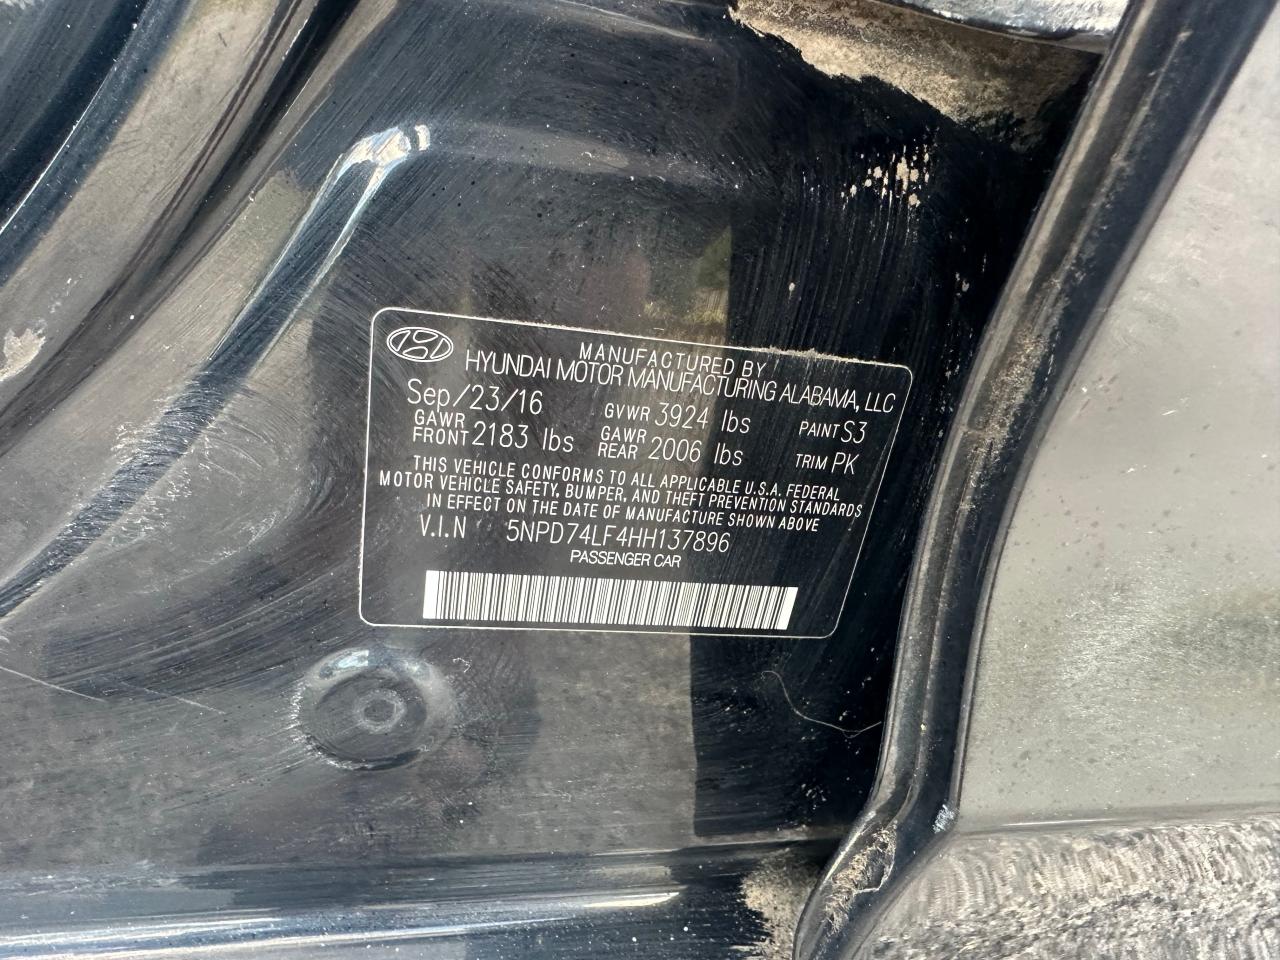 MANUFACTURED BY
HYUNDAI MOTOR MANUFACTURING ALABAMA, LLC
Sep/23/16 GVWR 3924 lbs PAINT S3
GAWR FRONT 2183 lbs GAWR REAR 2006 lbs TRIM PK
THIS VEHICLE CONFORMS TO ALL APPLICABLE U.S.A. FEDERAL
MOTOR VEHICLE SAFETY, BUMPER, AND THEFT PREVENTION STANDARDS
IN EFFECT ON THE DATE OF MANUFACTURE SHOWN ABOVE
V.I.N 5NPD74LF4HH137896
PASSENGER CAR